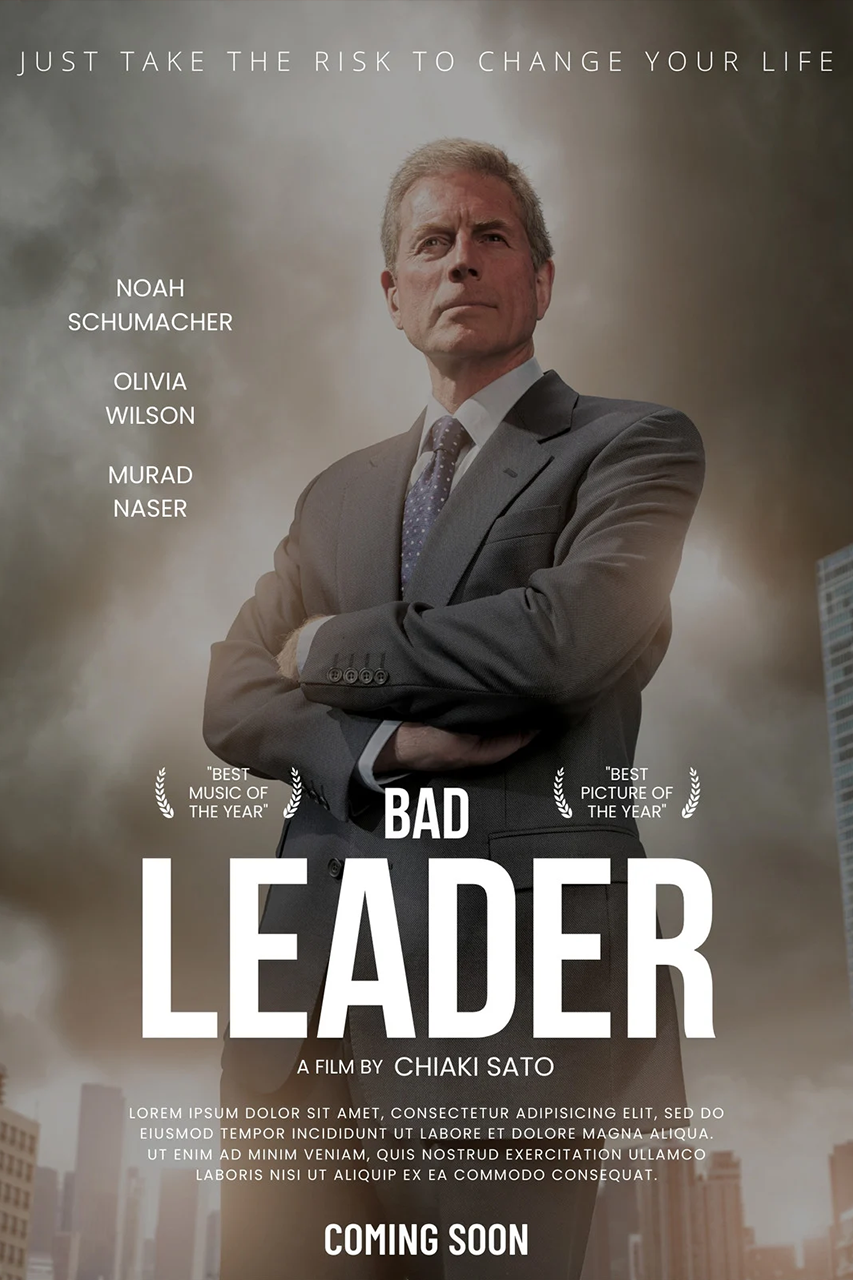 JUST TAKE THE RISK TO CHANGE YOUR LIFE
NOAH
SCHUMACHER
OLIVIA
WILSON
MURAD
NASER
"BEST
MUSIC OF
THE YEAR"
"BEST
PICTURE OF
THE YEAR"
BAD
LEADER
A FILM BY CHIAKI SATO
LOREM IPSUM DOLOR SIT AMET, CONSECTETUR ADIPISICING ELIT, SED DO
EIUSMOD TEMPOR INCIDIDUNT UT LABORE ET DOLORE MAGNA ALIQUA.
UT ENIM AD MINIM VENIAM, QUIS NOSTRUD EXERCITATION ULLAMCO
LABORIS NISI UT ALIQUIP EX EA COMMODO CONSEQUAT.
COMING SOON